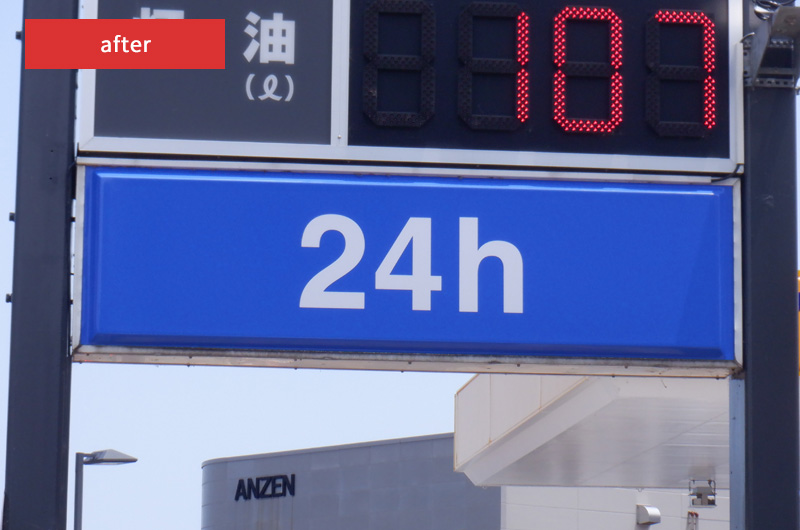 after
油
(ℓ)
107
24h
ANZEN